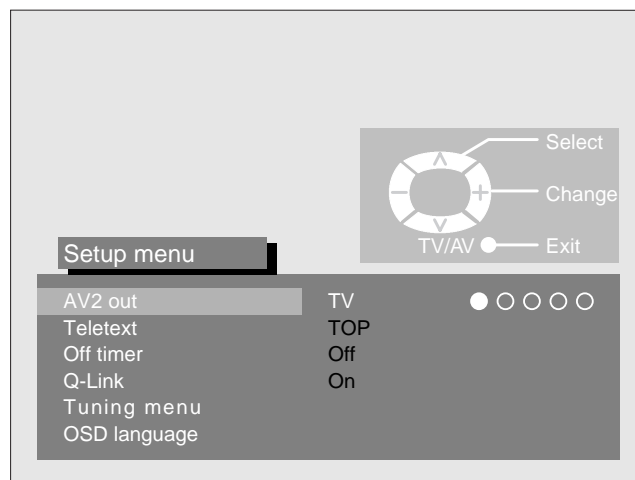 Select
Change
TV/AV Exit
Setup menu
AV2 out TV
Teletext TOP
Off timer Off
Q-Link On
Tuning menu
OSD language